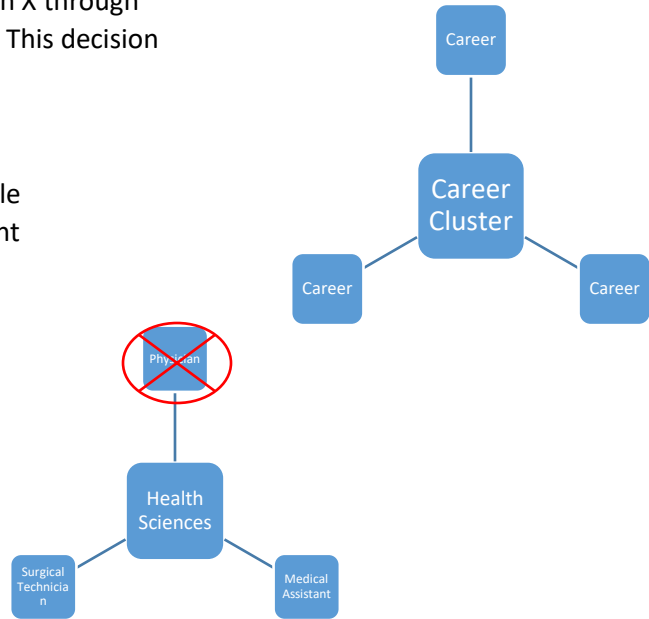 n X through
This decision
le
nt
Career
Career
Cluster
Career
Career
Physician
Health
Sciences
Surgical
Technicia
n
Medical
Assistant